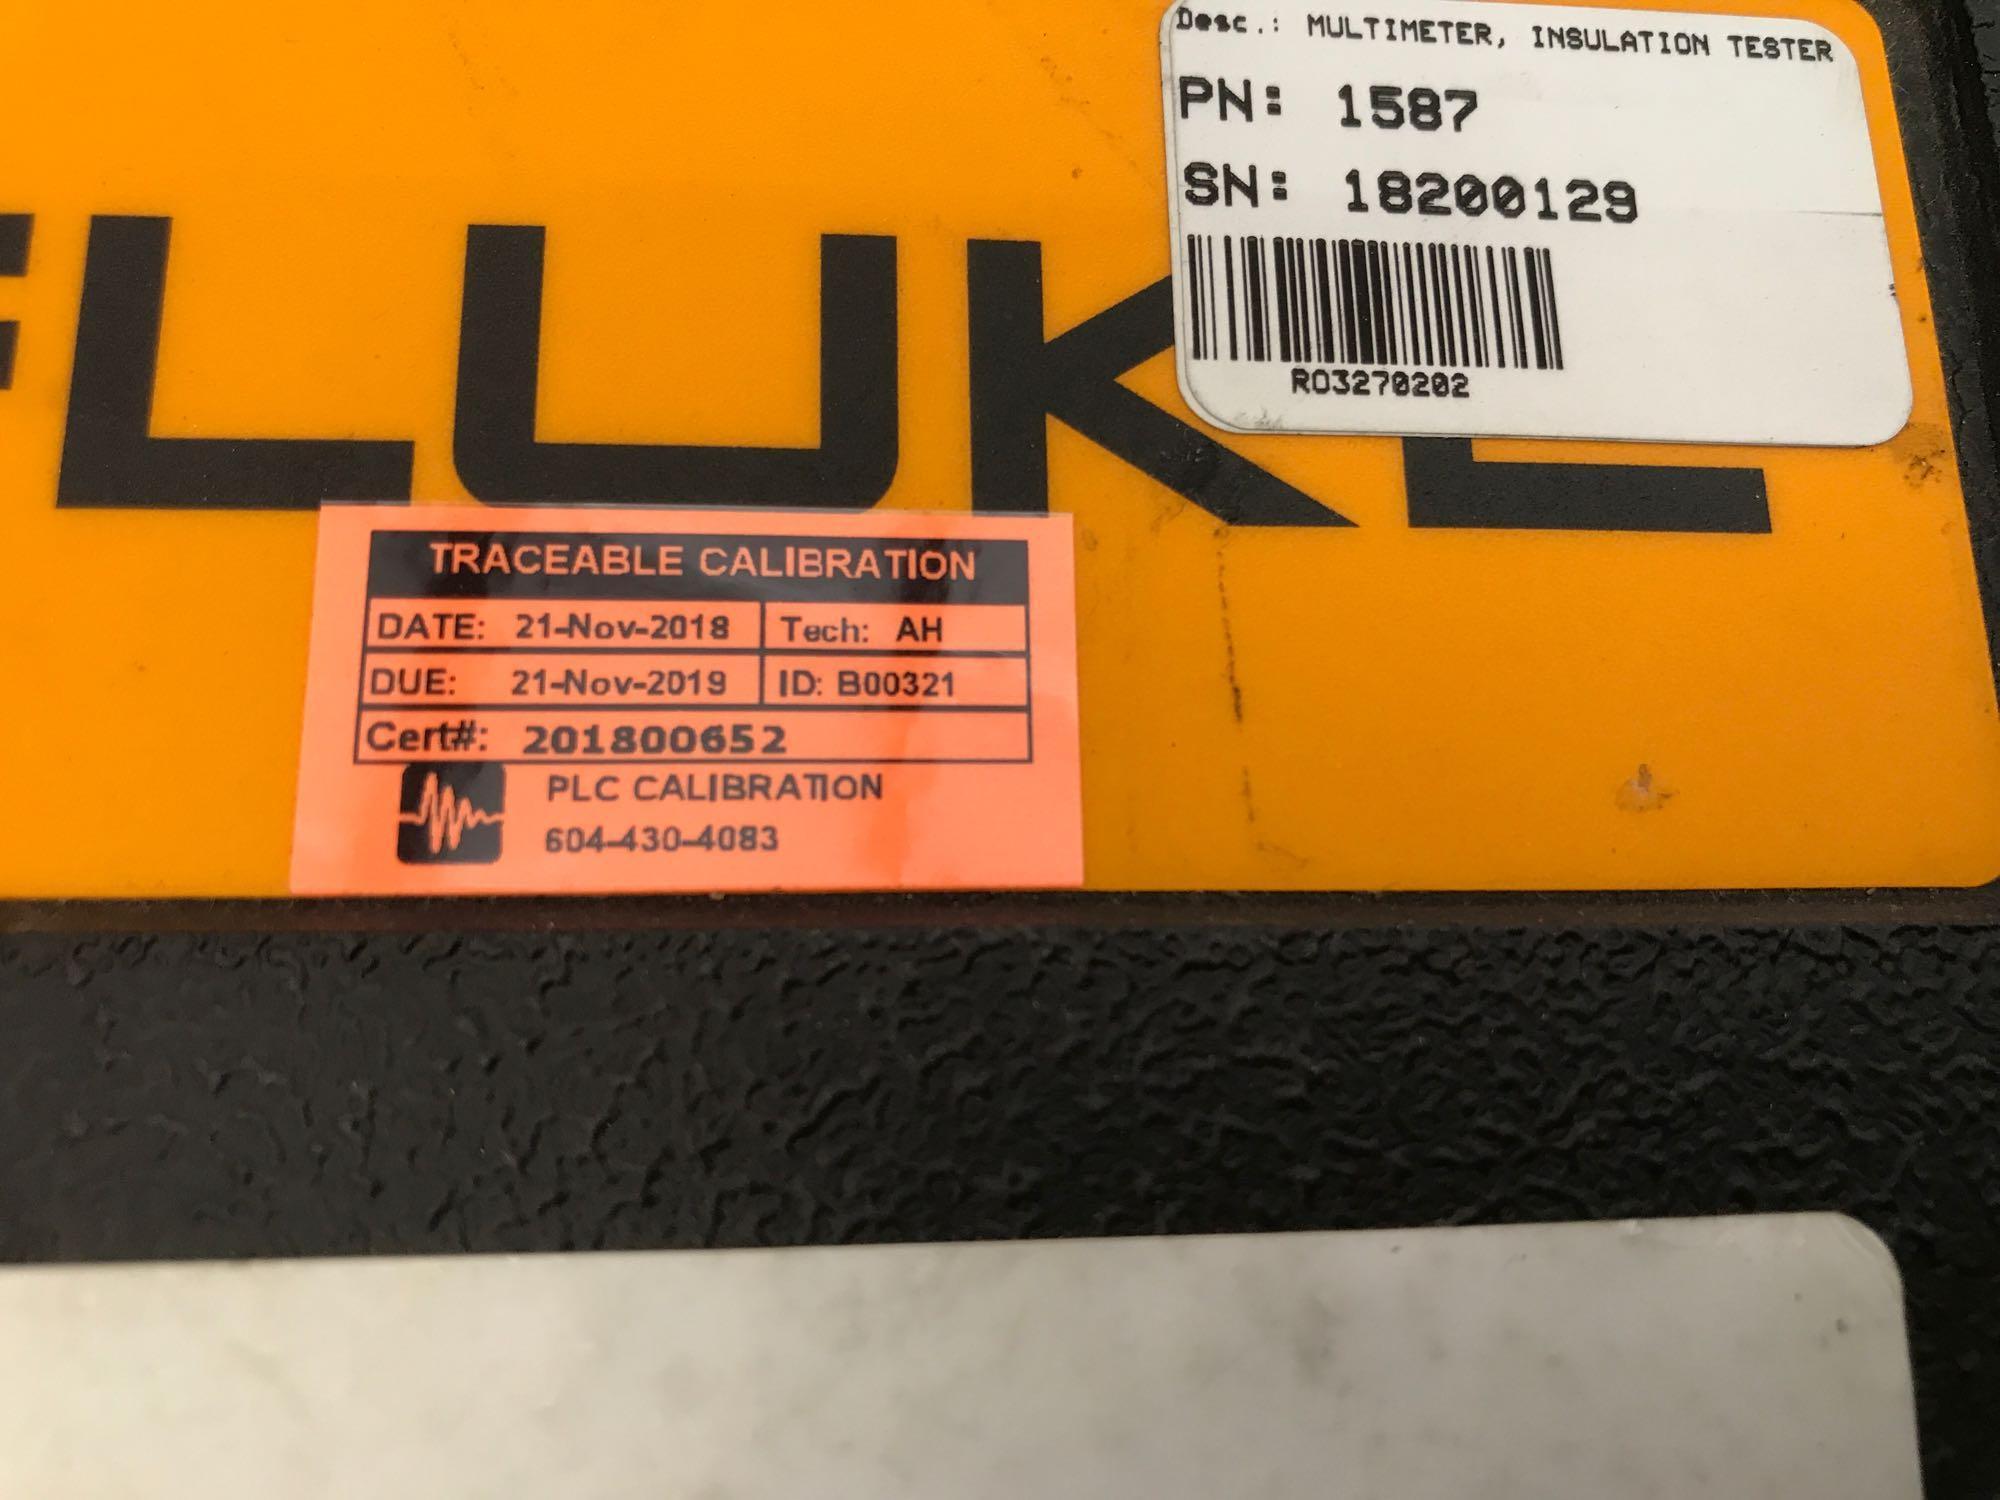 Desc.: MULTIMETER, INSULATION TESTER
PN: 1587
SN: 18200129
RO3270202
FLUKE
TRACEABLE CALIBRATION
DATE: 21-Nov-2018 Tech: AH
DUE: 21-Nov-2019 ID: B00321
Cert#: 201800652
PLC CALIBRATION
604-430-4083